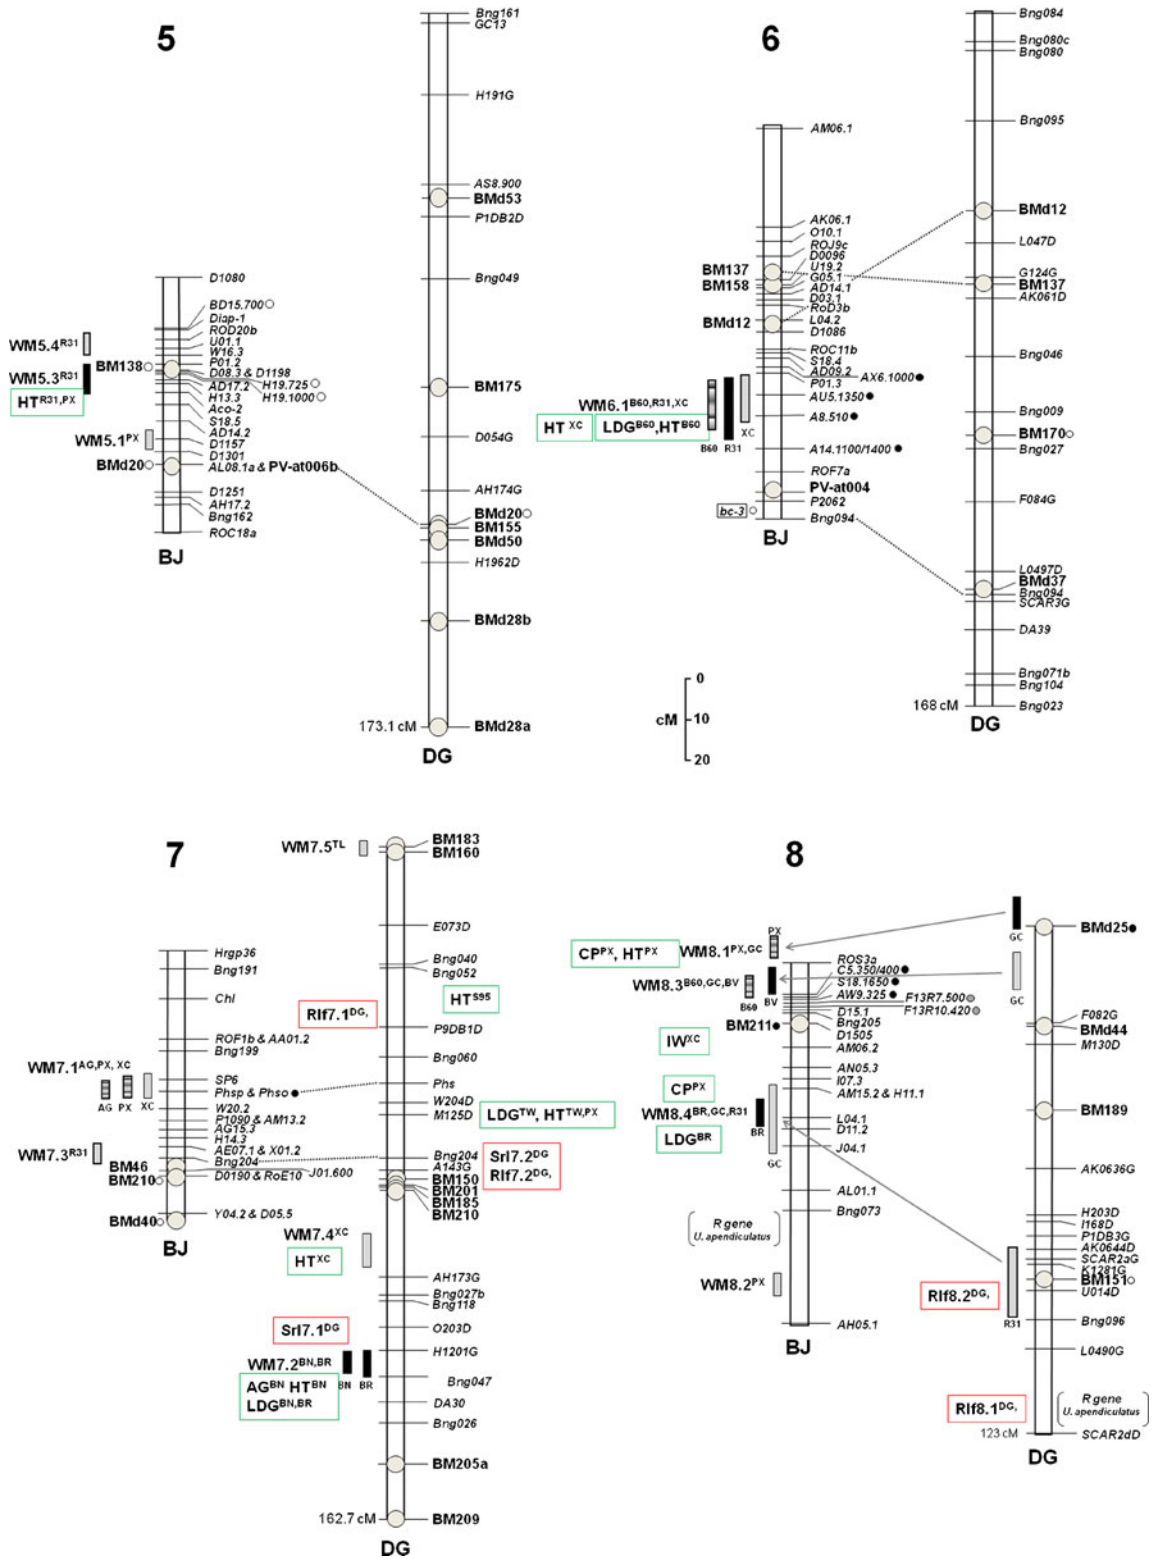 5
Bng161
GC13
H191G
AS8.900
BMd53
P1DB2D
Bng049
BM175
D054G
AH174G
BMd20○
BM155
BMd50
H1962D
BMd28b
173.1 cM
BMd28a
DG
D1080
BD15.700○
Diap-1
ROD20b
U01.1
W16.3
P01.2
D08.3 & D1198
H19.725○
AD17.2
H19.1000○
H13.3
Aco-2
S18.5
AD14.2
D1157
D1301
AL08.1a & PV-at006b
D1251
AH17.2
Bng162
ROC18a
BJ
WM5.4R31
BM138○
WM5.3R31
HTR31,PX
WM5.1PX
BMd20○
6
Bng084
Bng080c
Bng080
Bng095
BMd12
L047D
G124G
BM137
AK061D
Bng046
Bng009
BM170○
Bng027
F084G
L0497D
BMd37
Bng094
SCAR3G
DA39
Bng071b
Bng104
168 cM
Bng023
DG
AM06.1
AK06.1
O10.1
ROJ9c
D0096
U19.2
G05.1
AD14.1
D03.1
RoD3b
L04.2
D1086
ROC11b
S18.4
AD09.2
AX6.1000●
P01.3
AU5.1350●
A8.510●
A14.1100/1400●
ROF7a
PV-at004
P2062
Bng094
BJ
BM137
BM158
BMd12
WM6.1B60,R31,XC
HT XC
LDGB60,HTB60
B60
R31
XC
bc-3
0
cM
10
20
7
BM183
BM160
WM7.5TL
E073D
Bng040
Bng052
HTS95
Rlf7.1DG,
P9DB1D
Bng060
Phs
W204D
M125D
LDGTW, HTTW,PX
Bng204
A143G
Srl7.2DG
Rlf7.2DG,
BM150
BM201
BM185
BM210
WM7.4XC
HTXC
AH173G
Bng027b
Bng118
O203D
Srl7.1DG
H1201G
WM7.2BN,BR
BN
BR
AGBN HTBN
LDGBN,BR
Bng047
DA30
Bng026
BM205a
162.7 cM
BM209
DG
Hrgp36
Bng191
Chl
ROF1b & AA01.2
Bng199
SP6
Phsp & Phso●
W20.2
P1090 & AM13.2
AG15.3
H14.3
AE07.1 & X01.2
Bng204
J01.600
D0190 & RoE10
Y04.2 & D05.5
BJ
WM7.1AG,PX, XC
AG
PX
XC
WM7.3R31
BM46
BM210○
BMd40○
8
GC
BMd25●
GC
F082G
BMd44
M130D
BM189
AK0636G
H203D
I168D
P1DB3G
AK0644D
SCAR2aG
K1281G
BM151○
U014D
Rlf8.2DG,
R31
Bng096
L0490G
Rlf8.1DG,
R gene
U. apendiculatus
123 cM
SCAR2dD
DG
PX
CPPX, HTPX
WM8.1PX,GC
WM8.3B60,GC,BV
B60
BV
ROS3a
C5.350/400●
S18.1650●
AW9.325●
F13R7.500
F13R10.420
D15.1
Bng205
BM211●
D1505
IWXC
AM06.2
AN05.3
I07.3
CPPX
AM15.2 & H11.1
WM8.4BR,GC,R31
BR
GC
LDGBR
L04.1
D11.2
J04.1
AL01.1
Bng073
R gene
U. apendiculatus
WM8.2PX
AH05.1
BJ